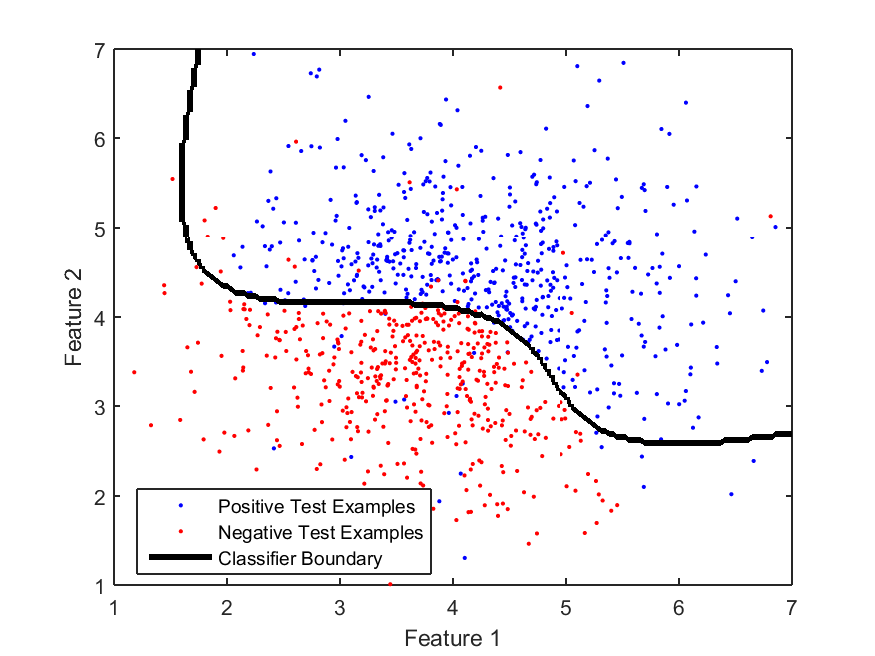 7
6
5
4
3
2
1
Feature 2
Positive Test Examples
Negative Test Examples
Classifier Boundary
1 2 3 4 5 6 7
Feature 1